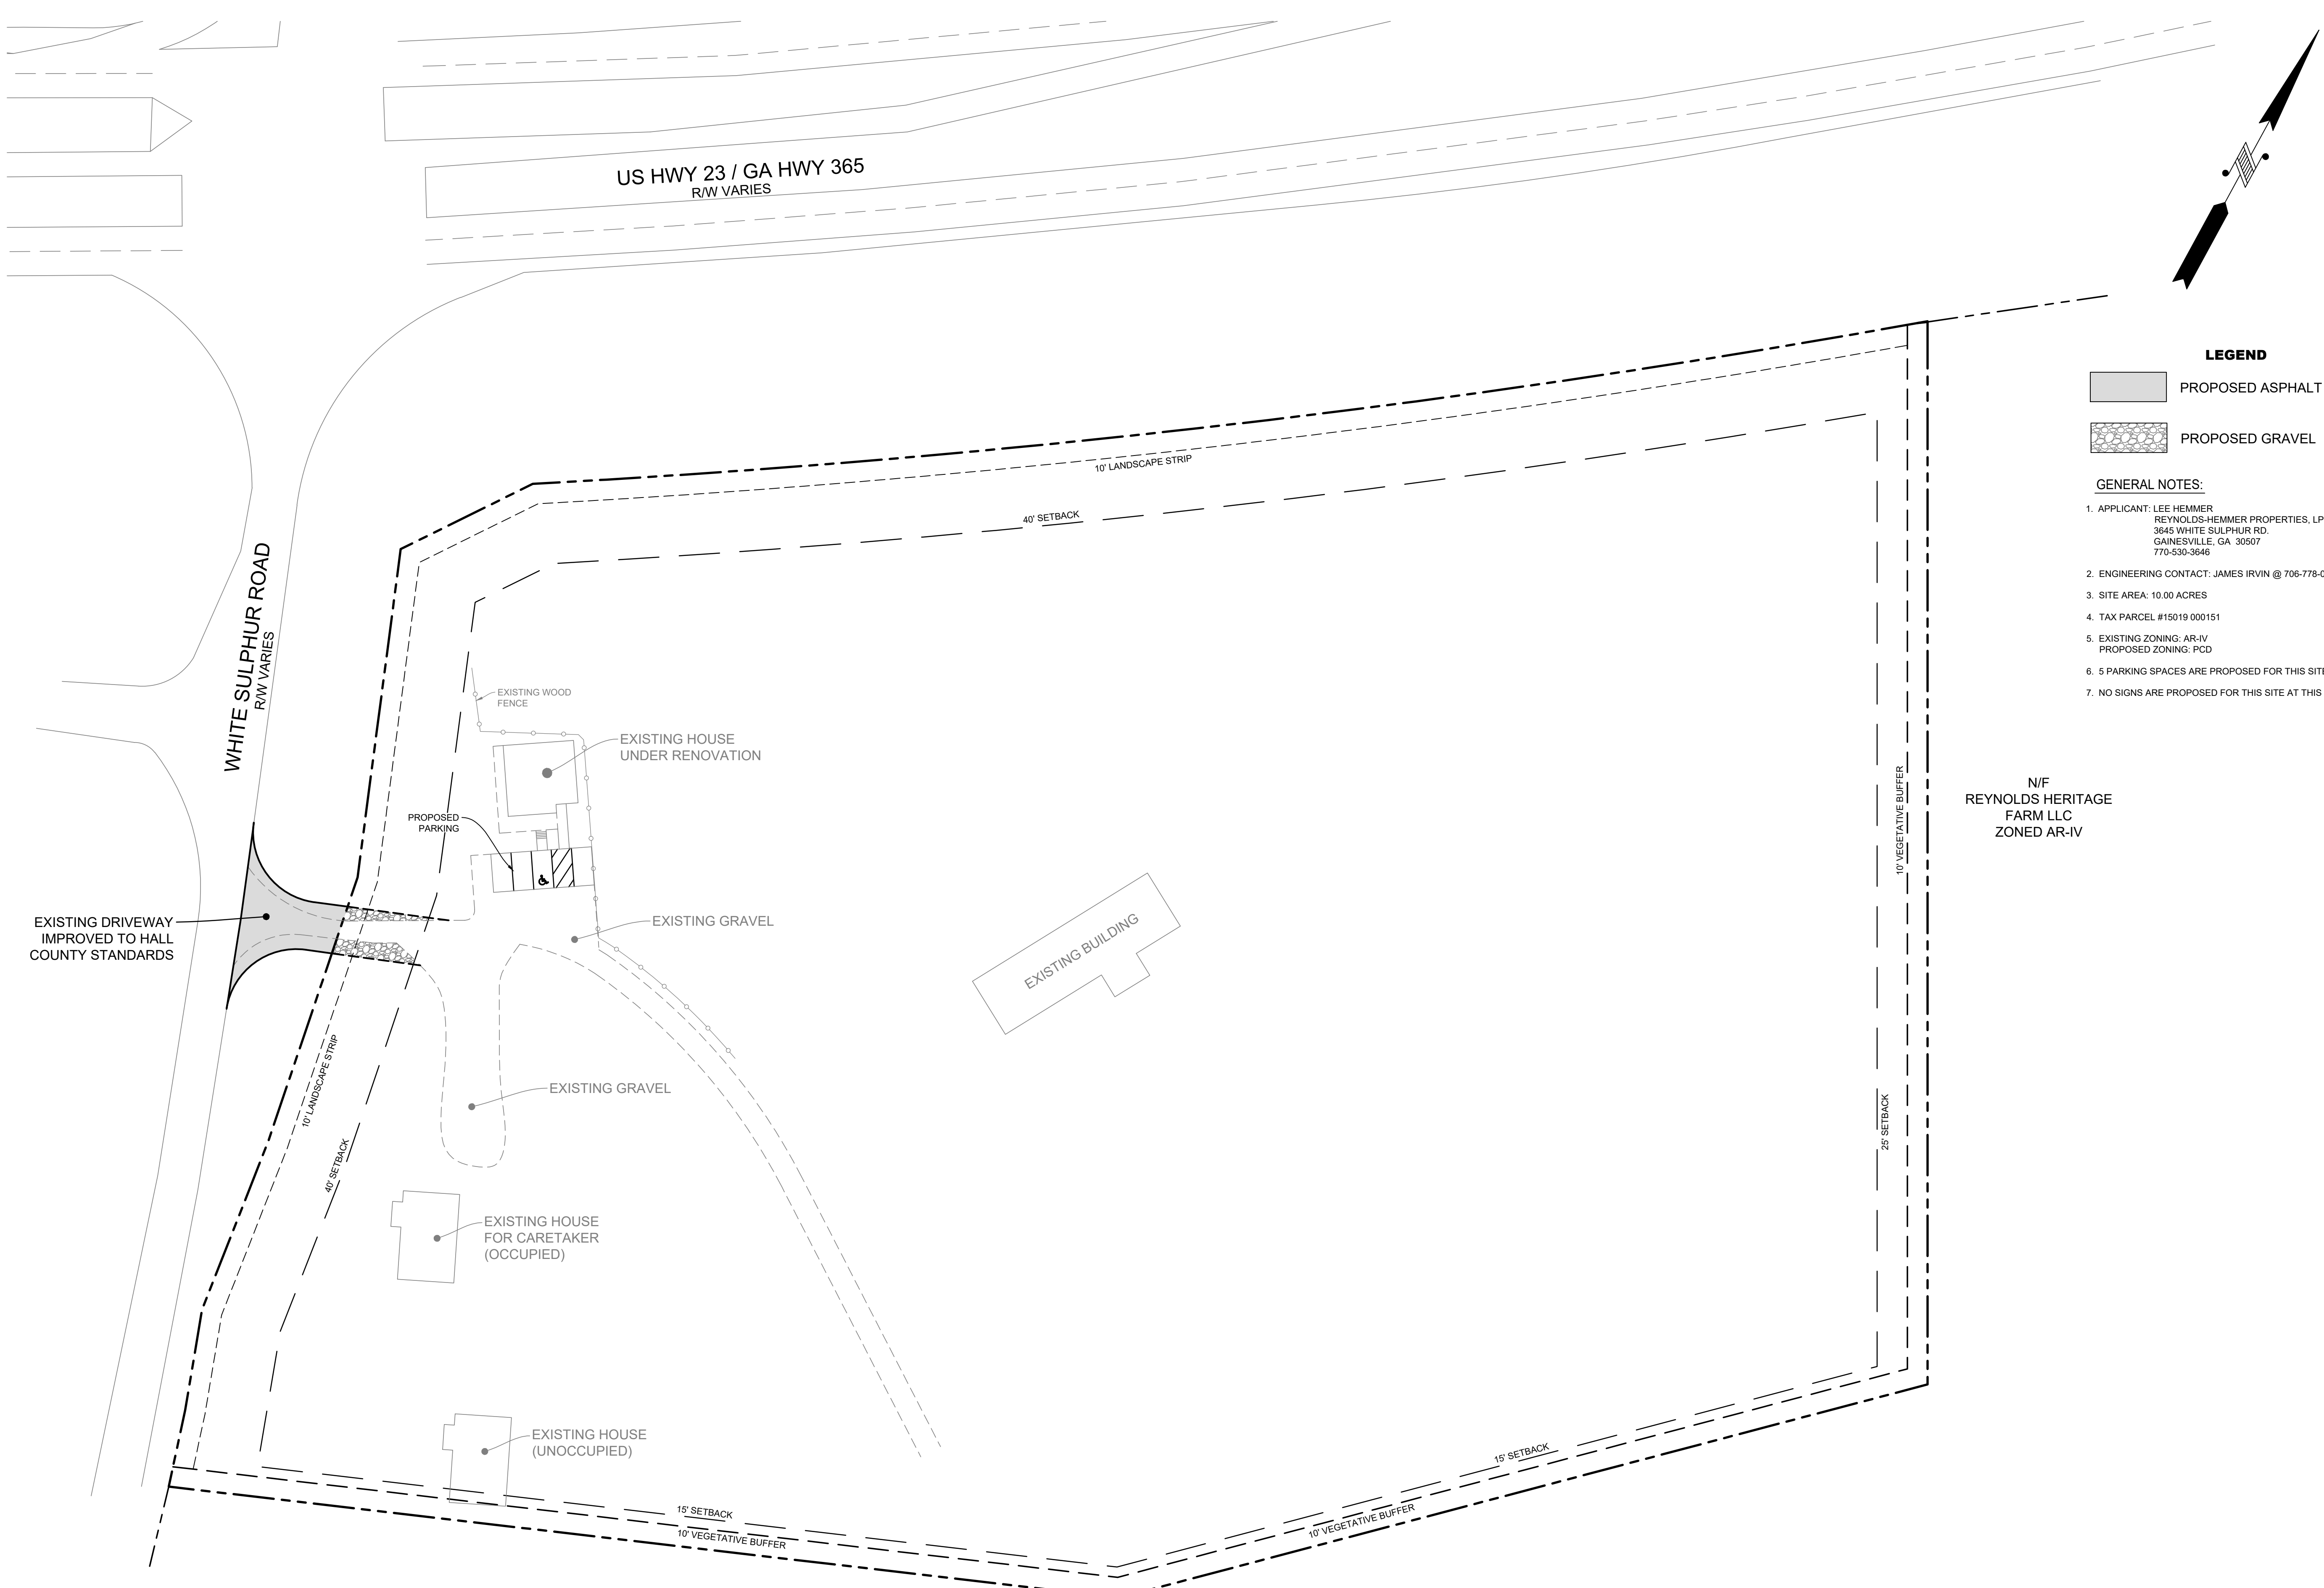 US HWY 23 / GA HWY 365
R/W VARIES
LEGEND
PROPOSED ASPHALT
PROPOSED GRAVEL
GENERAL NOTES:
1. APPLICANT: LEE HEMMER
REYNOLDS-HEMMER PROPERTIES, LP
3645 WHITE SULPHUR RD.
GAINESVILLE, GA 30507
770-530-3646
2. ENGINEERING CONTACT: JAMES IRVIN @ 706-778-0
3. SITE AREA: 10.00 ACRES
4. TAX PARCEL #15019 000151
5. EXISTING ZONING: AR-IV
PROPOSED ZONING: PCD
6. 5 PARKING SPACES ARE PROPOSED FOR THIS SITE
7. NO SIGNS ARE PROPOSED FOR THIS SITE AT THIS
10' LANDSCAPE STRIP
40' SETBACK
WHITE SULPHUR ROAD
R/W VARIES
EXISTING WOOD
FENCE
EXISTING HOUSE
UNDER RENOVATION
PROPOSED
PARKING
10' VEGETATIVE BUFFER
N/F
REYNOLDS HERITAGE
FARM LLC
ZONED AR-IV
EXISTING DRIVEWAY
IMPROVED TO HALL
COUNTY STANDARDS
EXISTING GRAVEL
EXISTING BUILDING
10' LANDSCAPE STRIP
EXISTING GRAVEL
25' SETBACK
40' SETBACK
EXISTING HOUSE
FOR CARETAKER
(OCCUPIED)
EXISTING HOUSE
(UNOCCUPIED)
15' SETBACK
10' VEGETATIVE BUFFER
15' SETBACK
10' VEGETATIVE BUFFER